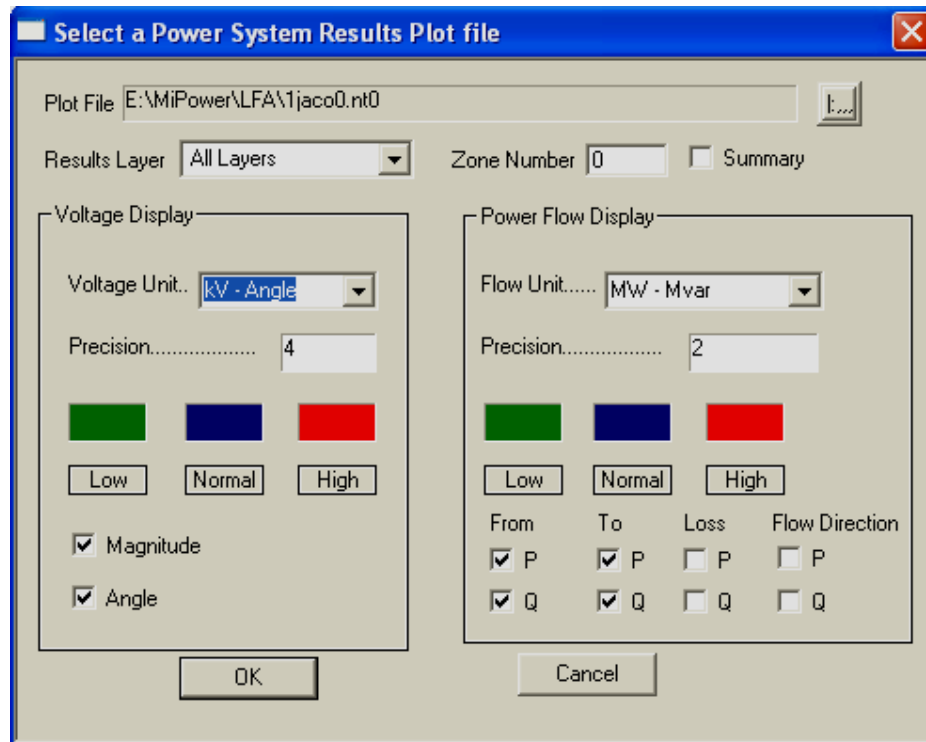 Select a Power System Results Plot file
Plot File E:\MiPower\LFA\1jaco0.nt0
Results Layer All Layers Zone Number 0 Summary
Voltage Display
Voltage Unit.. kV - Angle
Precision................... 4
Low Normal High
Magnitude
Angle
Power Flow Display
Flow Unit...... MW - Mvar
Precision.................. 2
Low Normal High
From To Loss Flow Direction
P P P P
Q Q Q Q
OK Cancel